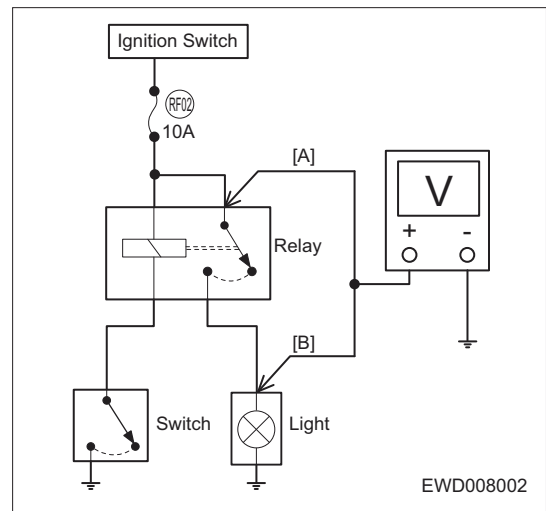 Ignition Switch
RF02
10A
[A]
V
+ -
Relay
[B]
Switch
Light
EWD008002